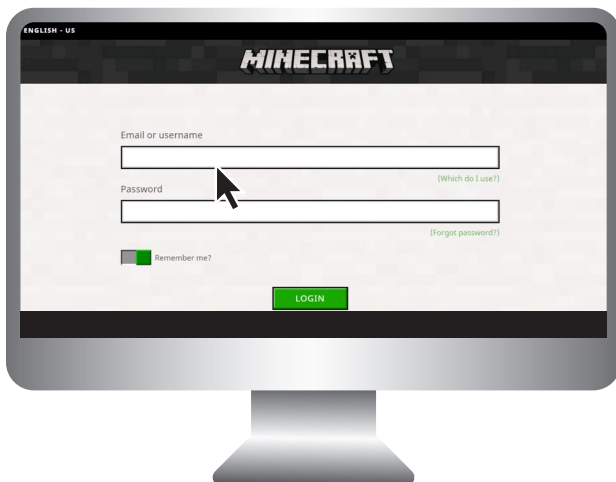 ENGLISH - US
MINECRAFT
Email or username
(Which do I use?)
Password
(Forgot password?)
Remember me?
LOGIN